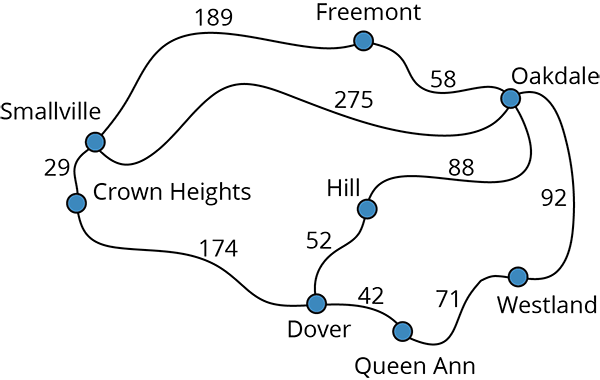 189
Freemont
58
Oakdale
275
Smallville
29
Crown Heights
Hill
88
92
174
52
42
71
Westland
Dover
Queen Ann